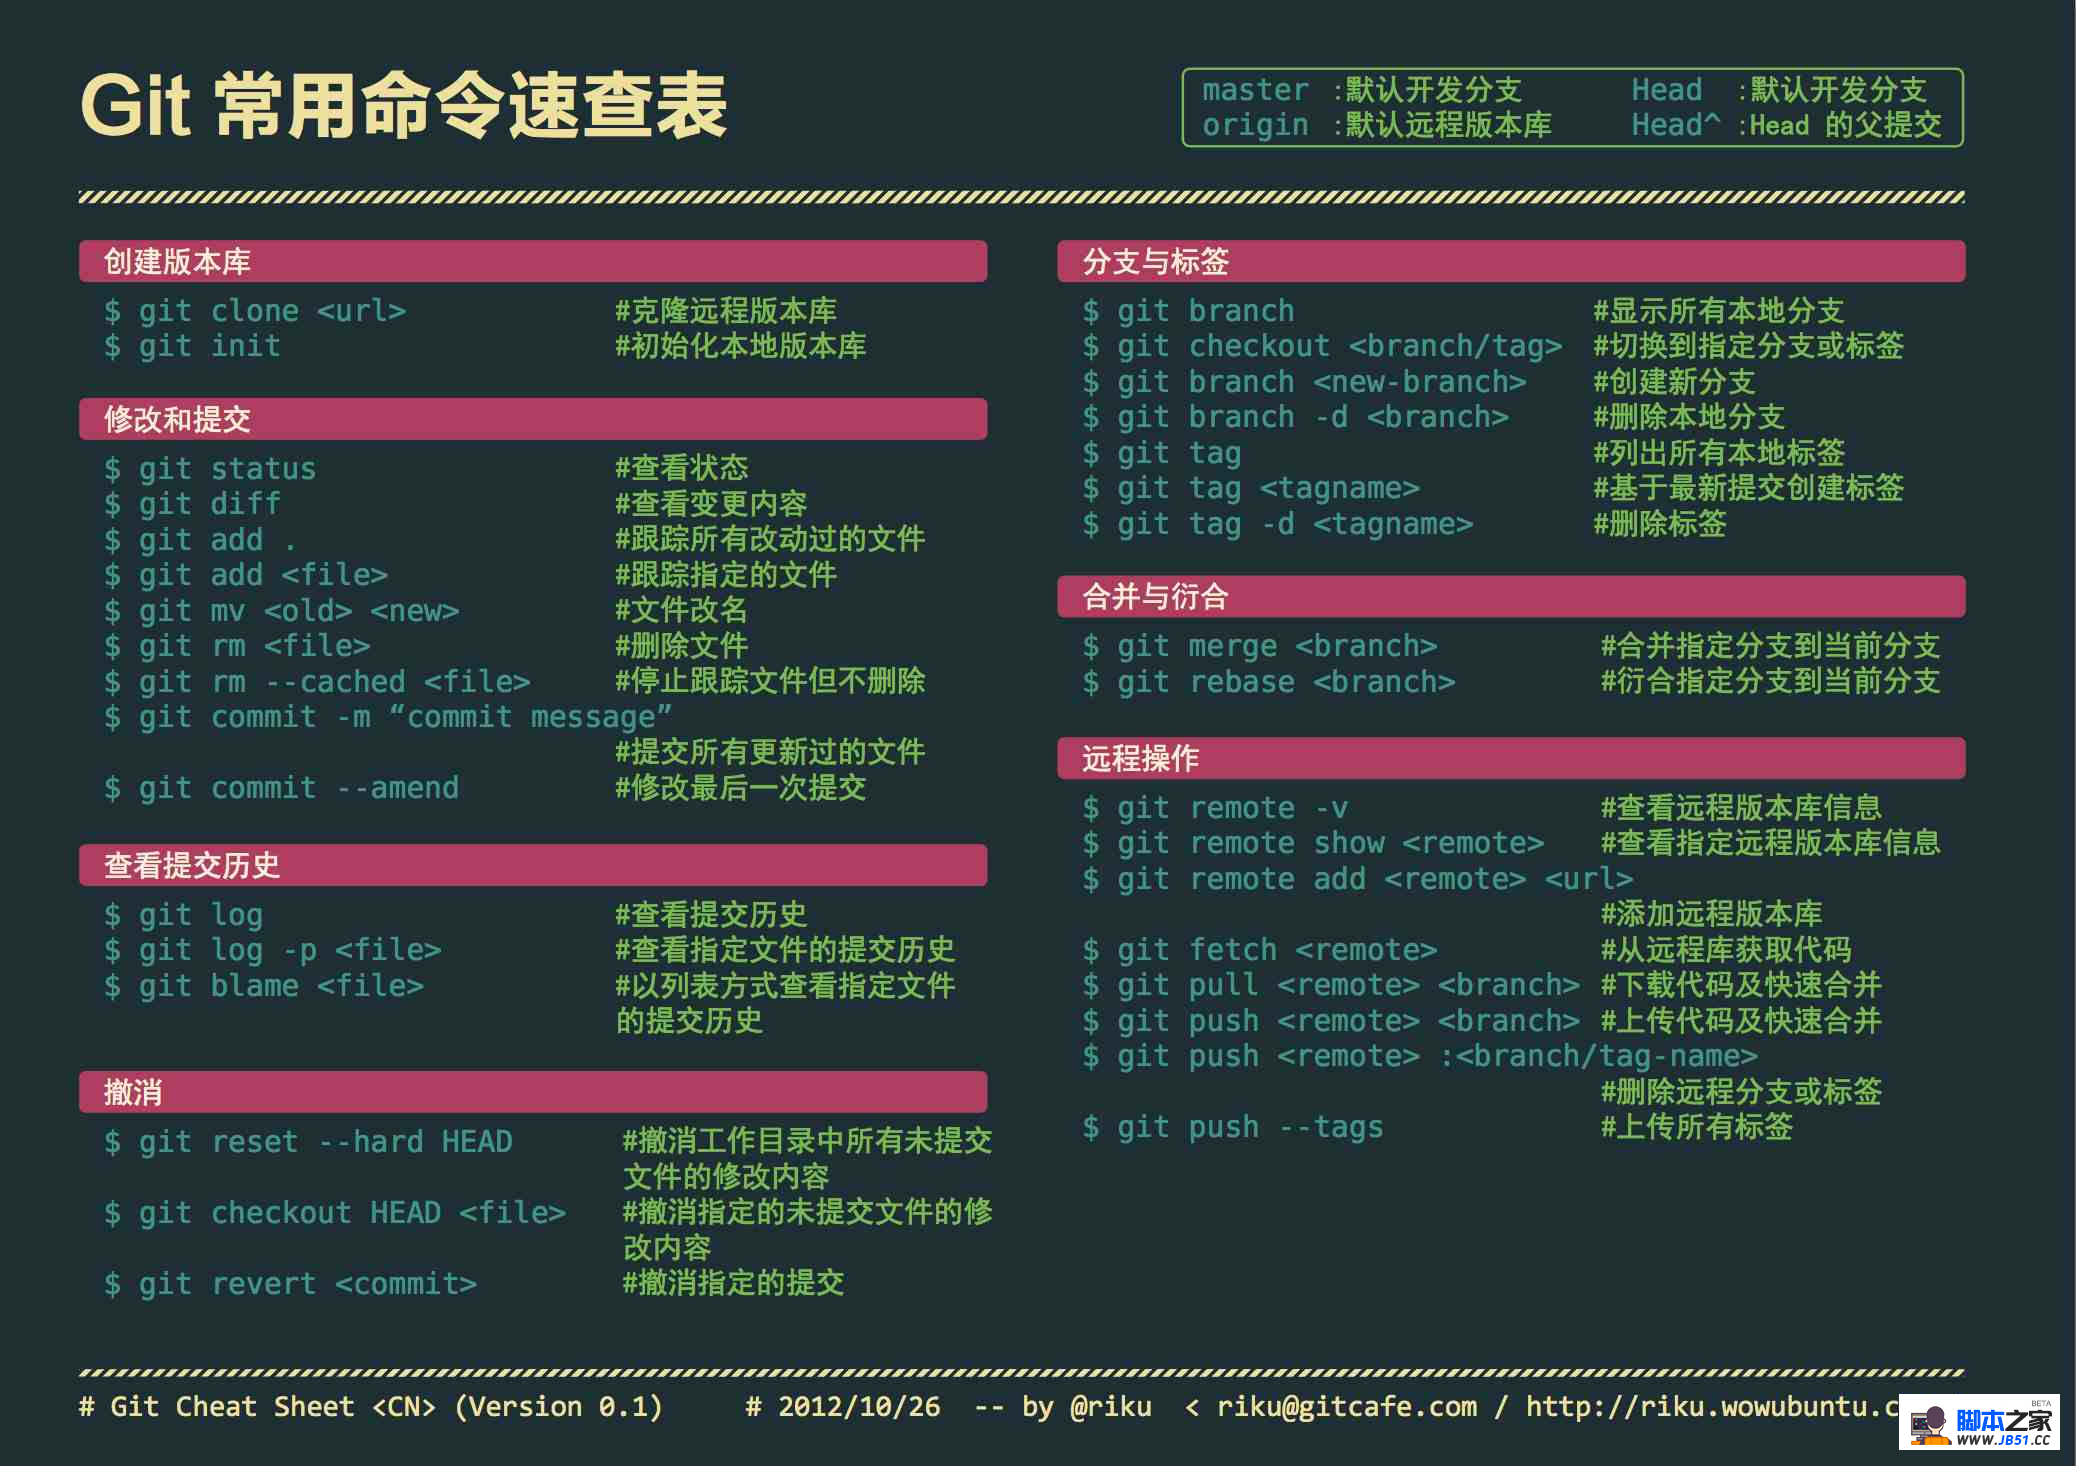 Git 常用命令速查表
master :默认开发分支 Head :默认开发分支
origin :默认远程版本库 Head^ :Head 的父提交
创建版本库
$ git clone <url> #克隆远程版本库
$ git init #初始化本地版本库
修改和提交
$ git status #查看状态
$ git diff #查看变更内容
$ git add . #跟踪所有改动过的文件
$ git add <file> #跟踪指定的文件
$ git mv <old> <new> #文件改名
$ git rm <file> #删除文件
$ git rm --cached <file> #停止跟踪文件但不删除
$ git commit -m “commit message”
#提交所有更新过的文件
$ git commit --amend #修改最后一次提交
查看提交历史
$ git log #查看提交历史
$ git log -p <file> #查看指定文件的提交历史
$ git blame <file> #以列表方式查看指定文件
的提交历史
撤消
$ git reset --hard HEAD #撤消工作目录中所有未提交
文件的修改内容
$ git checkout HEAD <file> #撤消指定的未提交文件的修
改内容
$ git revert <commit> #撤消指定的提交
分支与标签
$ git branch #显示所有本地分支
$ git checkout <branch/tag> #切换到指定分支或标签
$ git branch <new-branch> #创建新分支
$ git branch -d <branch> #删除本地分支
$ git tag #列出所有本地标签
$ git tag <tagname> #基于最新提交创建标签
$ git tag -d <tagname> #删除标签
合并与衍合
$ git merge <branch> #合并指定分支到当前分支
$ git rebase <branch> #衍合指定分支到当前分支
远程操作
$ git remote -v #查看远程版本库信息
$ git remote show <remote> #查看指定远程版本库信息
$ git remote add <remote> <url>
#添加远程版本库
$ git fetch <remote> #从远程库获取代码
$ git pull <remote> <branch> #下载代码及快速合并
$ git push <remote> <branch> #上传代码及快速合并
$ git push <remote> :<branch/tag-name>
#删除远程分支或标签
$ git push --tags #上传所有标签
# Git Cheat Sheet <CN> (Version 0.1) # 2012/10/26 -- by @riku < riku@gitcafe.com / http://riku.wowubuntu.c
BETA
脚本之家
WWW.JB51.CC